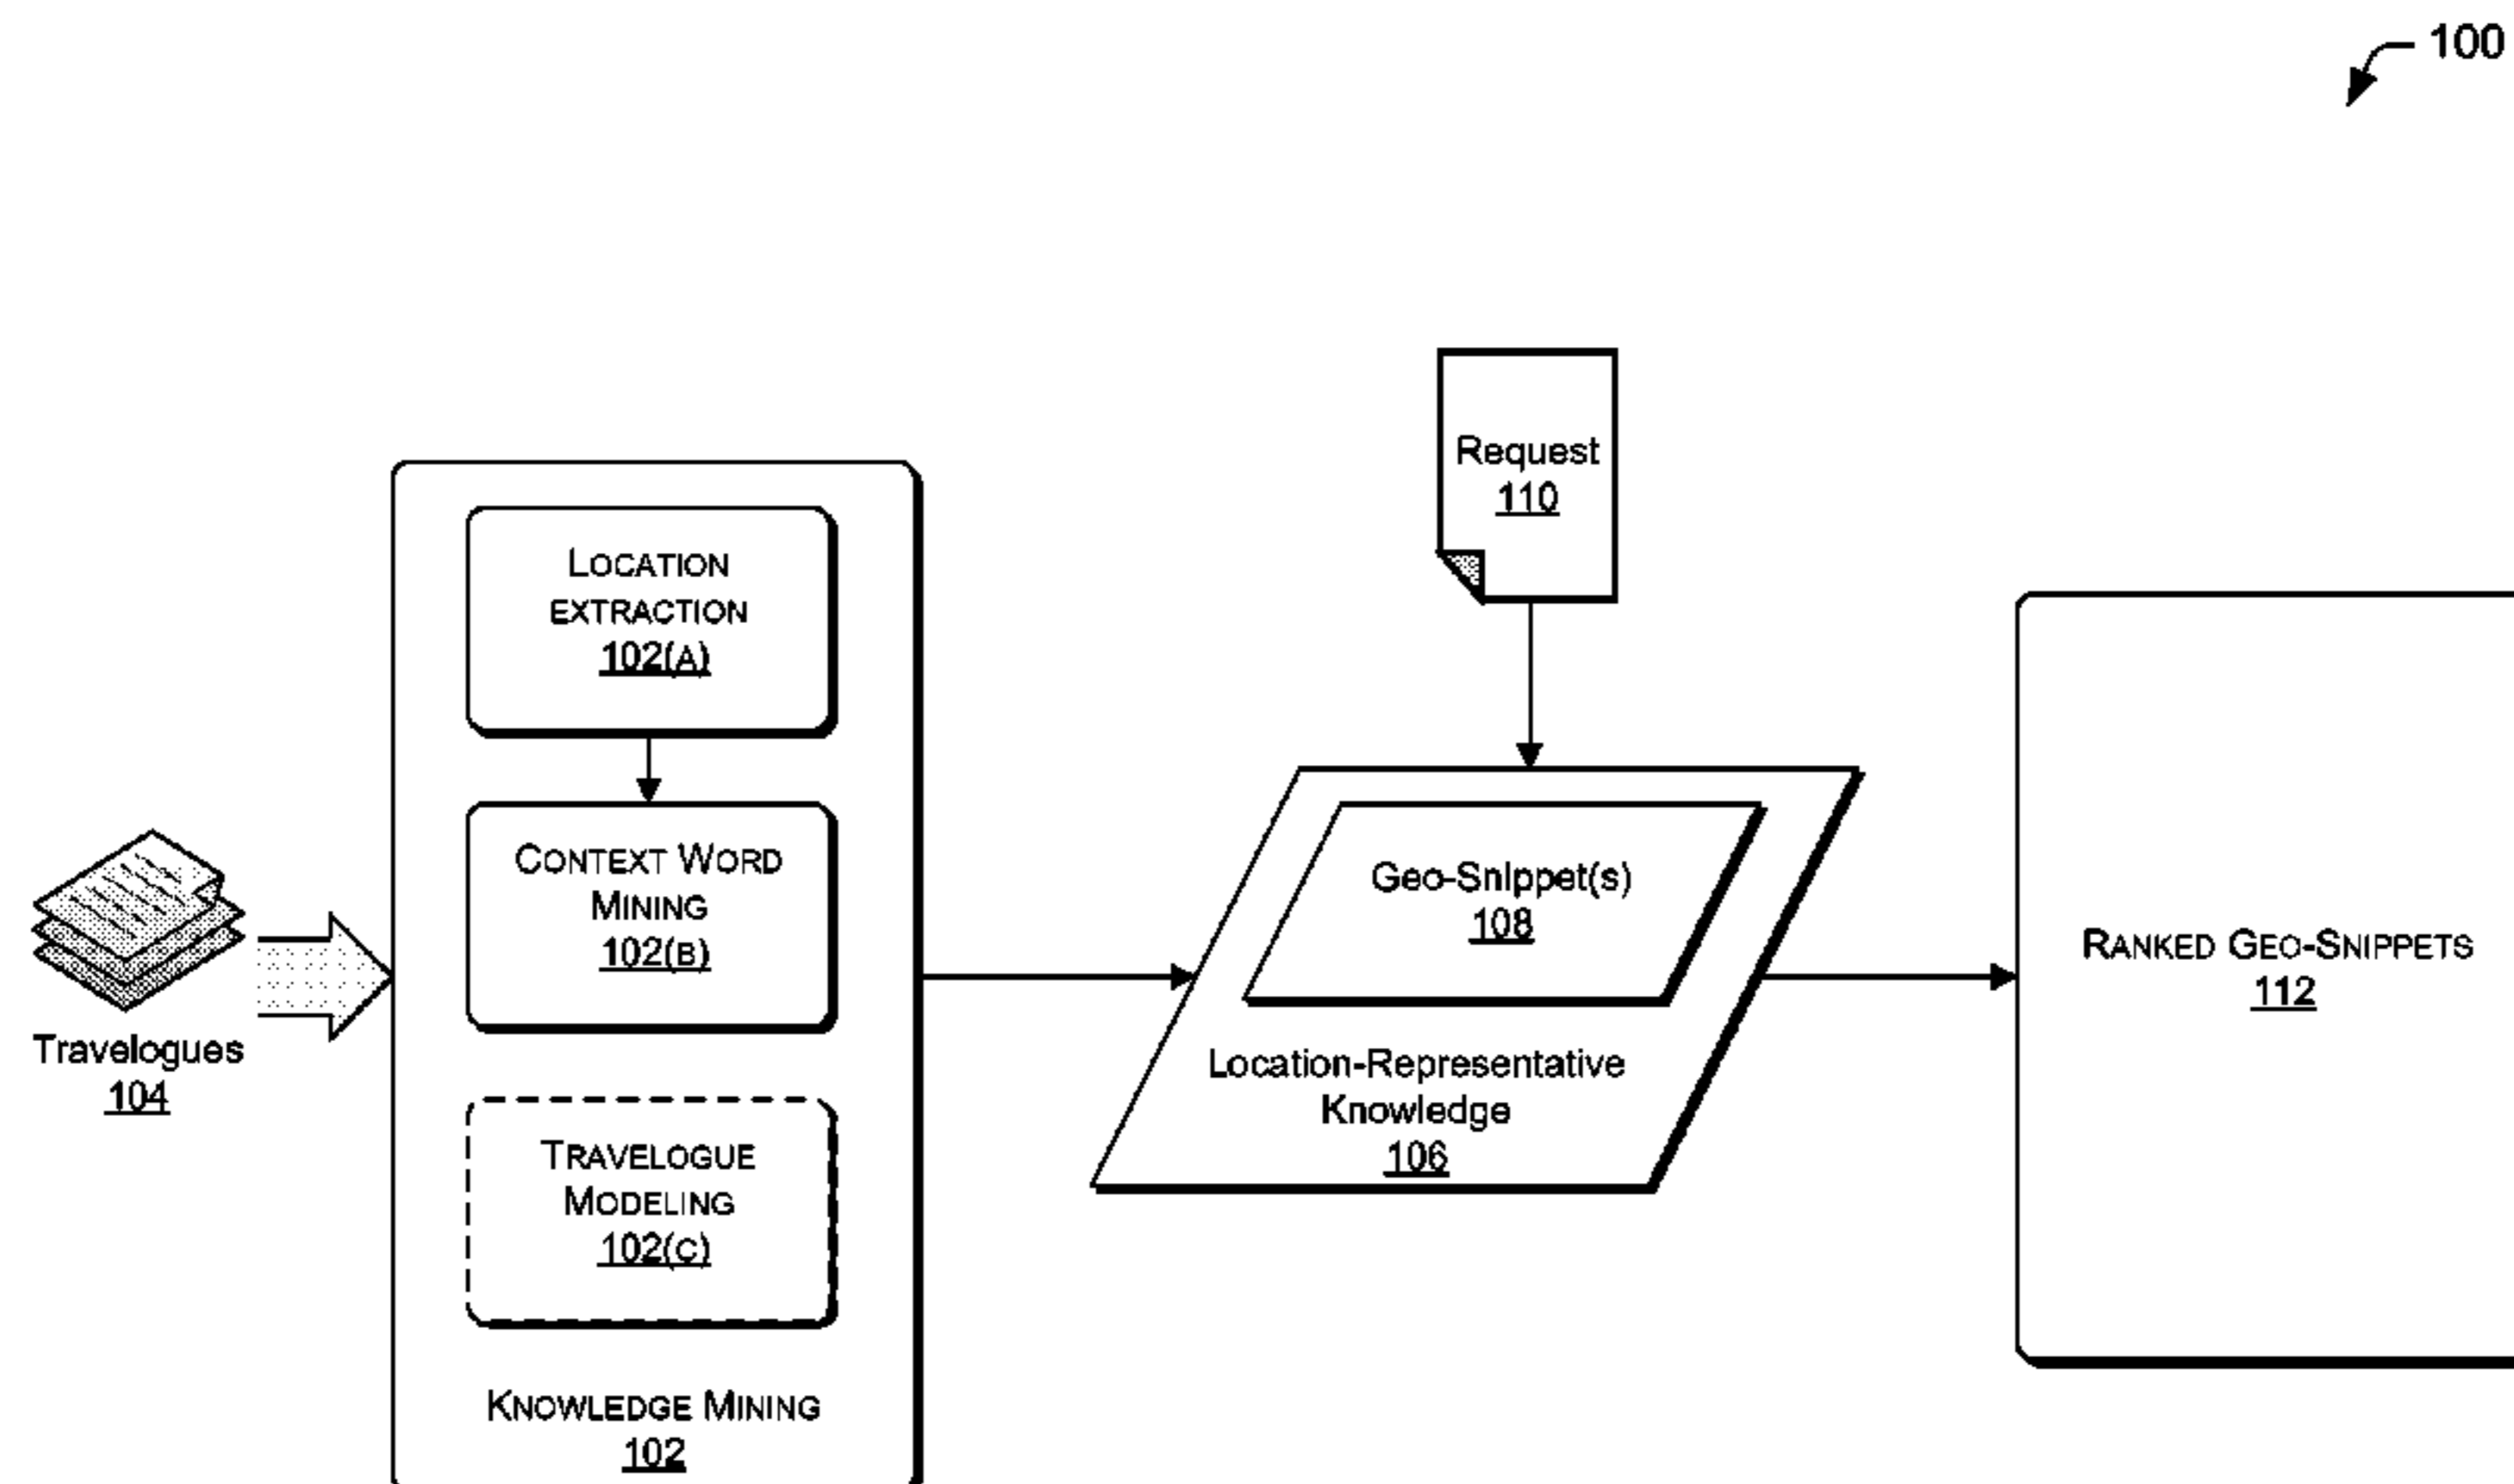 100
Request
110
LOCATION
EXTRACTION
102(A)
CONTEXT WORD
MINING
102(B)
Geo-Snippet(s)
108
RANKED GEO-SNIPPETS
112
Travelogues
104
Location-Representative
Knowledge
106
TRAVELOGUE
MODELING
102(C)
KNOWLEDGE MINING
102